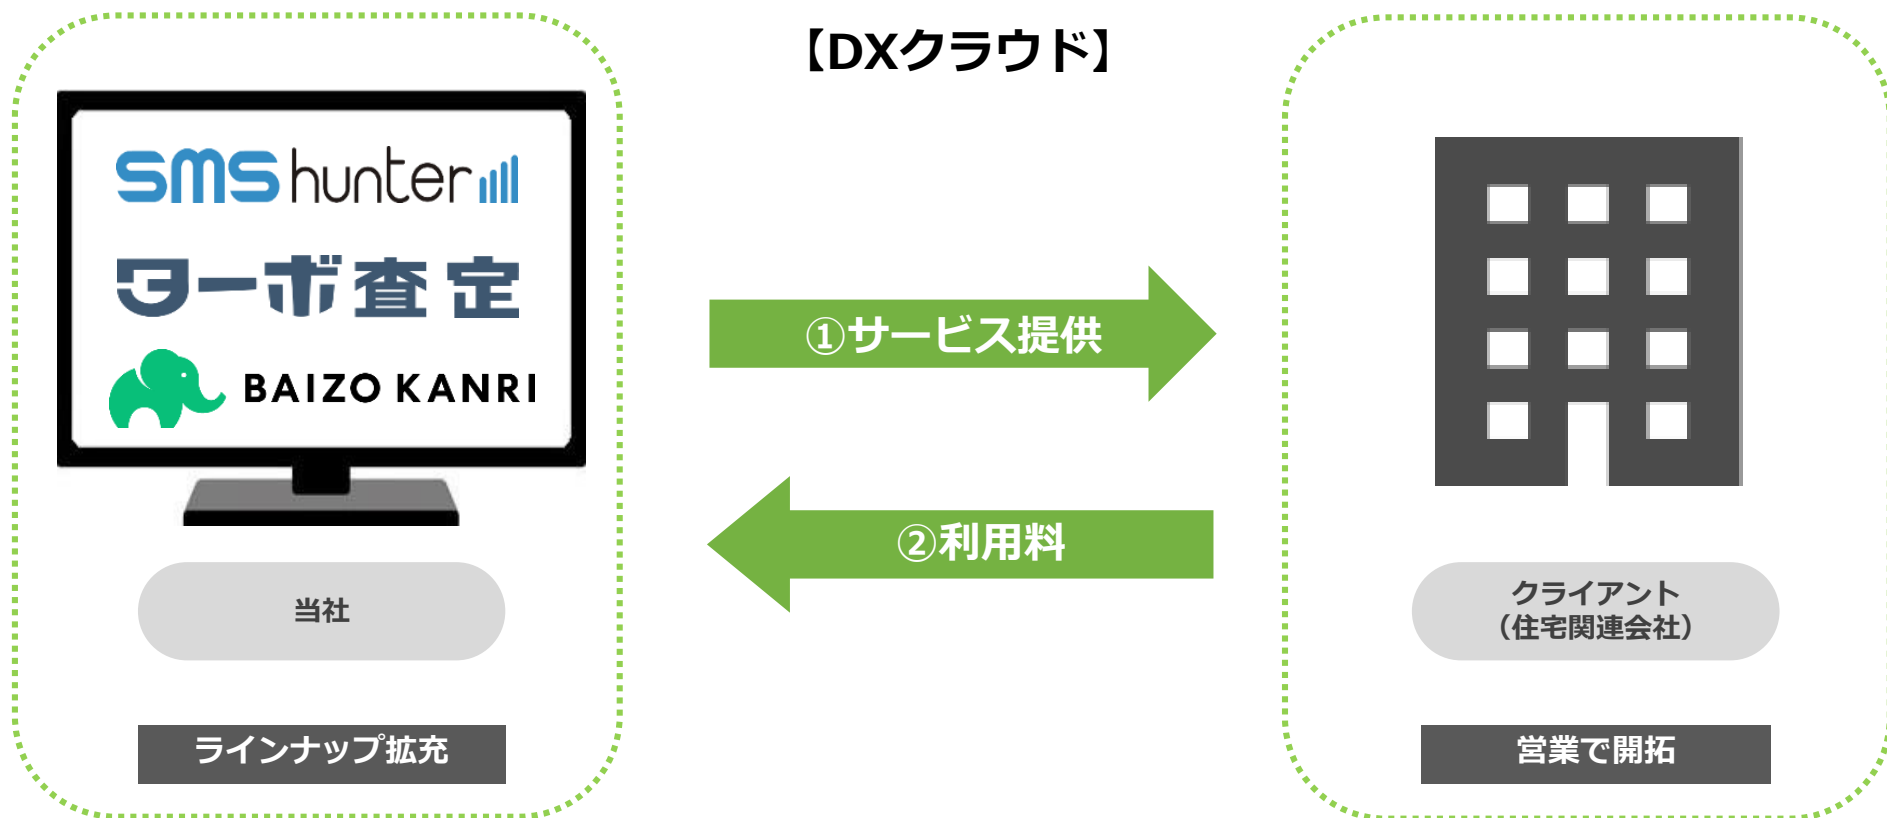 【DXクラウド】
SMS hunter
ターボ査定
BAIZO KANRI
①サービス提供
②利用料
当社
クライアント
（住宅関連会社）
ラインナップ拡充
営業で開拓